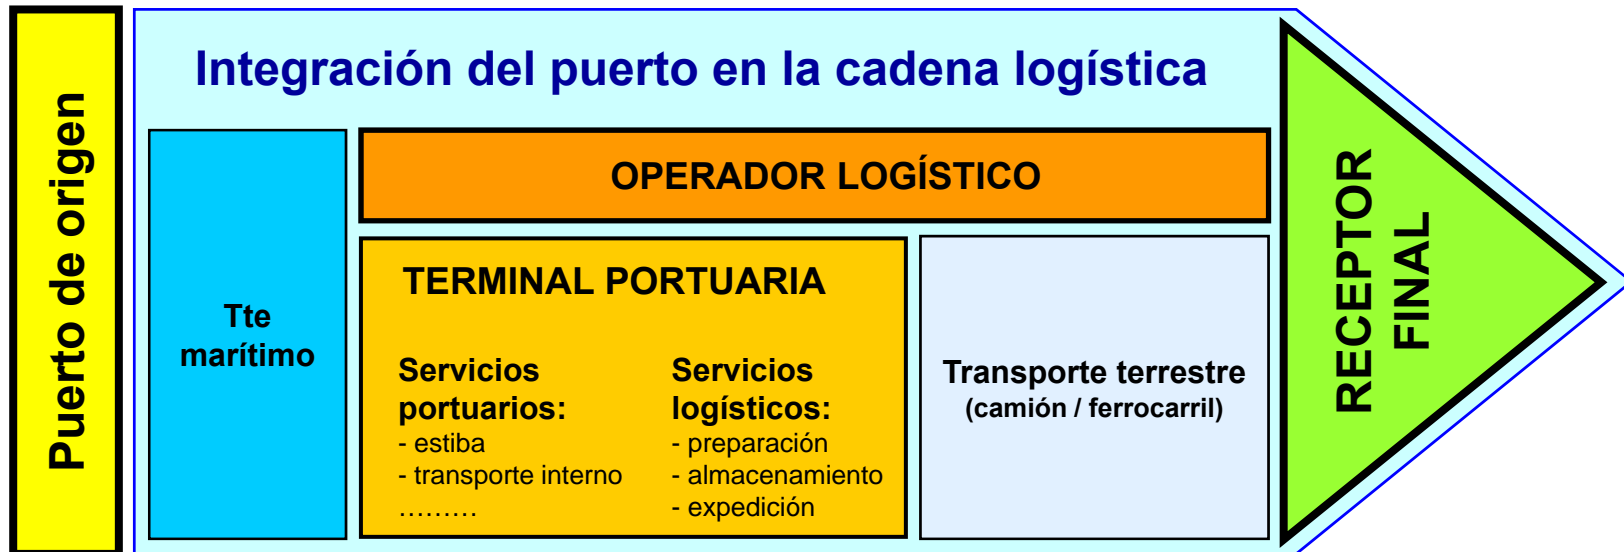 Puerto de origen
Integración del puerto en la cadena logística
Tte
marítimo
OPERADOR LOGÍSTICO
TERMINAL PORTUARIA
Servicios
portuarios:
- estiba
- transporte interno
………
Servicios
logísticos:
- preparación
- almacenamiento
- expedición
Transporte terrestre
(camión / ferrocarril)
RECEPTOR
FINAL